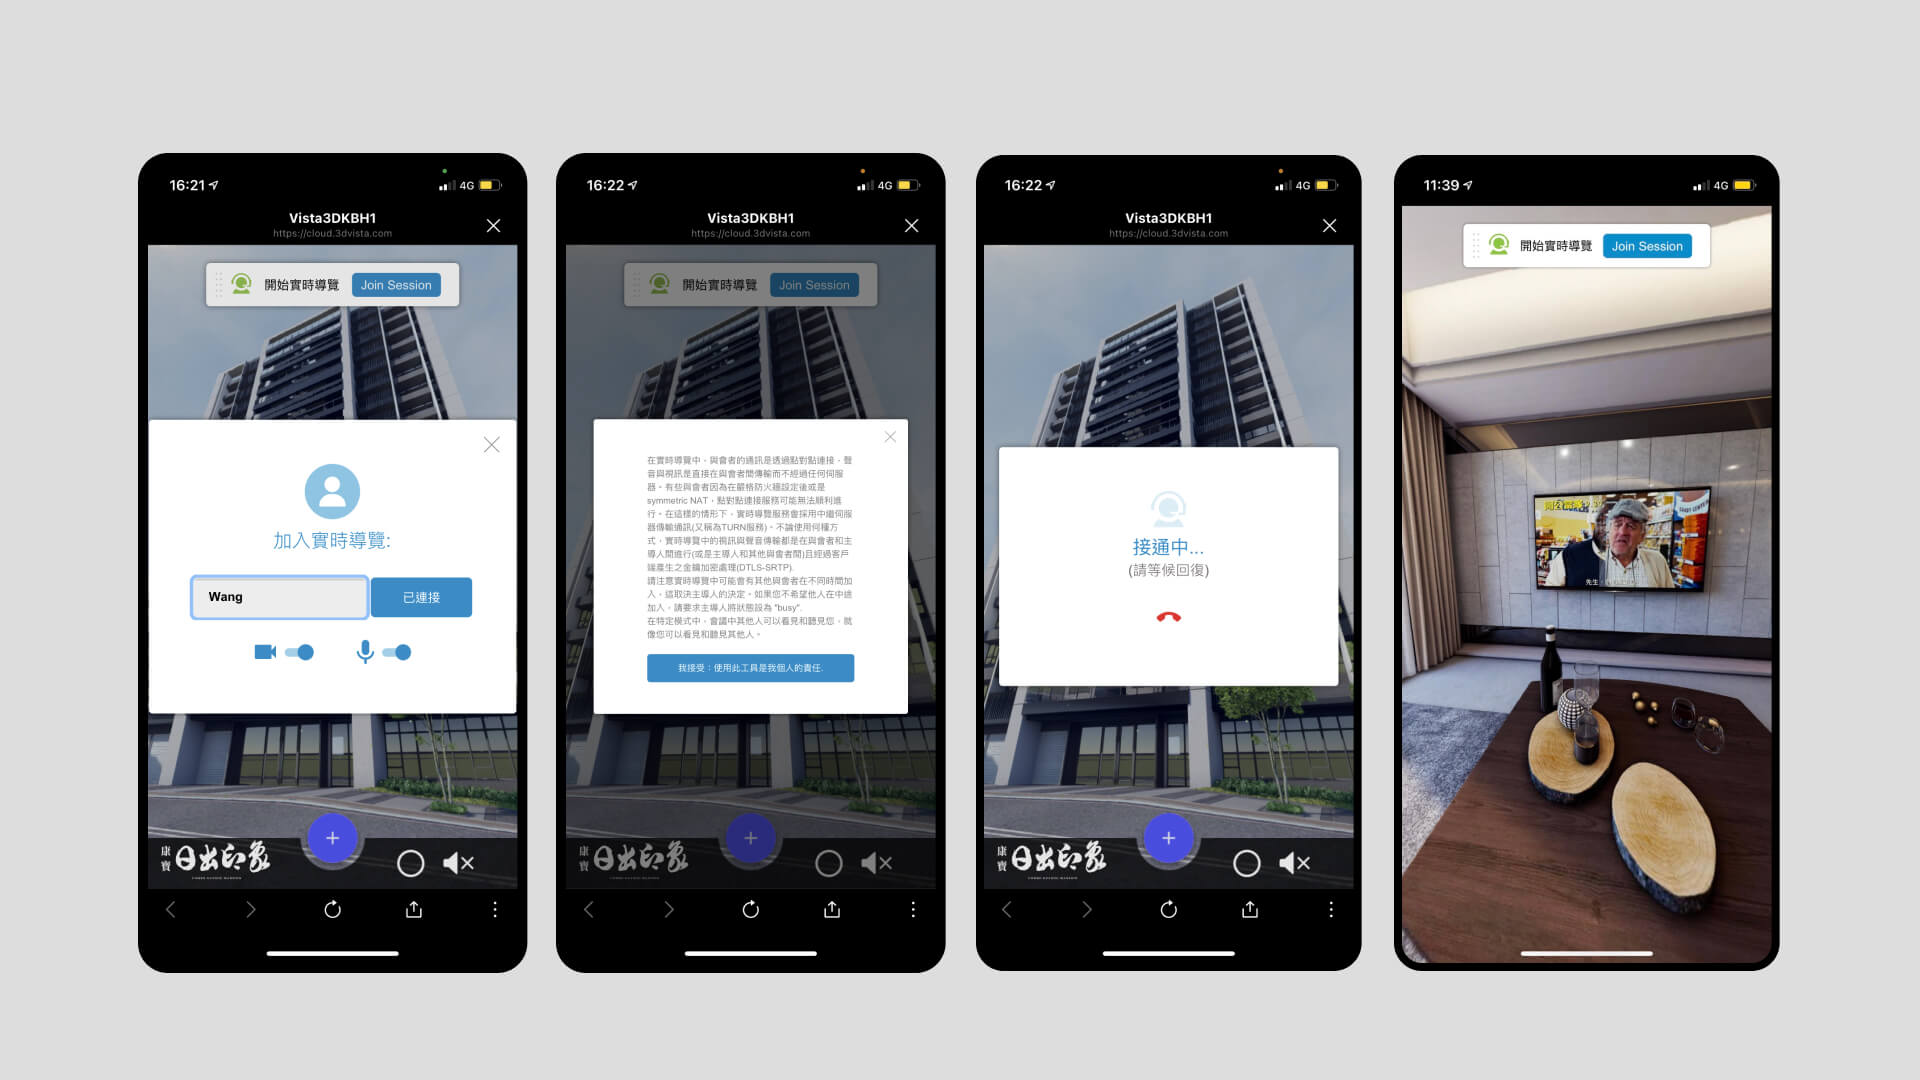 16:21
4G
Vista3DKBH1
https://cloud.3dvista.com
開始實時導覽
Join Session
加入實時導覽:
Wang
已連接
康寶
日出印象
16:22
4G
Vista3DKBH1
https://cloud.3dvista.com
開始實時導覽
Join Session
在實時導覽中，與會者的通訊是透過點對點連接，聲
音與視訊是直接在與會者間傳輸而不經過任何伺服
器。有些與會者因為在嚴格防火牆設定後或是
symmetric NAT，點對點連接服務可能無法順利進
行。在這樣的情形下，實時導覽服務會採用中繼伺服
器傳輸通訊(又稱為TURN服務)。不論使用何種方
式，實時導覽中的視訊與聲音傳輸都是在與會者和主
導人間進行(或是主導人和其他與會者間)且經過客戶
端產生之金鑰加密處理(DTLS-SRTP).
請注意實時導覽中可能會有其他與會者在不同時間加
入，這取決主導人的決定。如果您不希望他人在中途
加入，請要求主導人將狀態設為 "busy".
在特定模式中，會議中其他人可以看見和聽見您，就
像您可以看見和聽見其他人。
我接受：使用此工具是我個人的責任.
康寶
日出印象
16:22
4G
Vista3DKBH1
https://cloud.3dvista.com
接通中...
(請等候回復)
康寶
日出印象
11:39
4G
開始實時導覽
Join Session